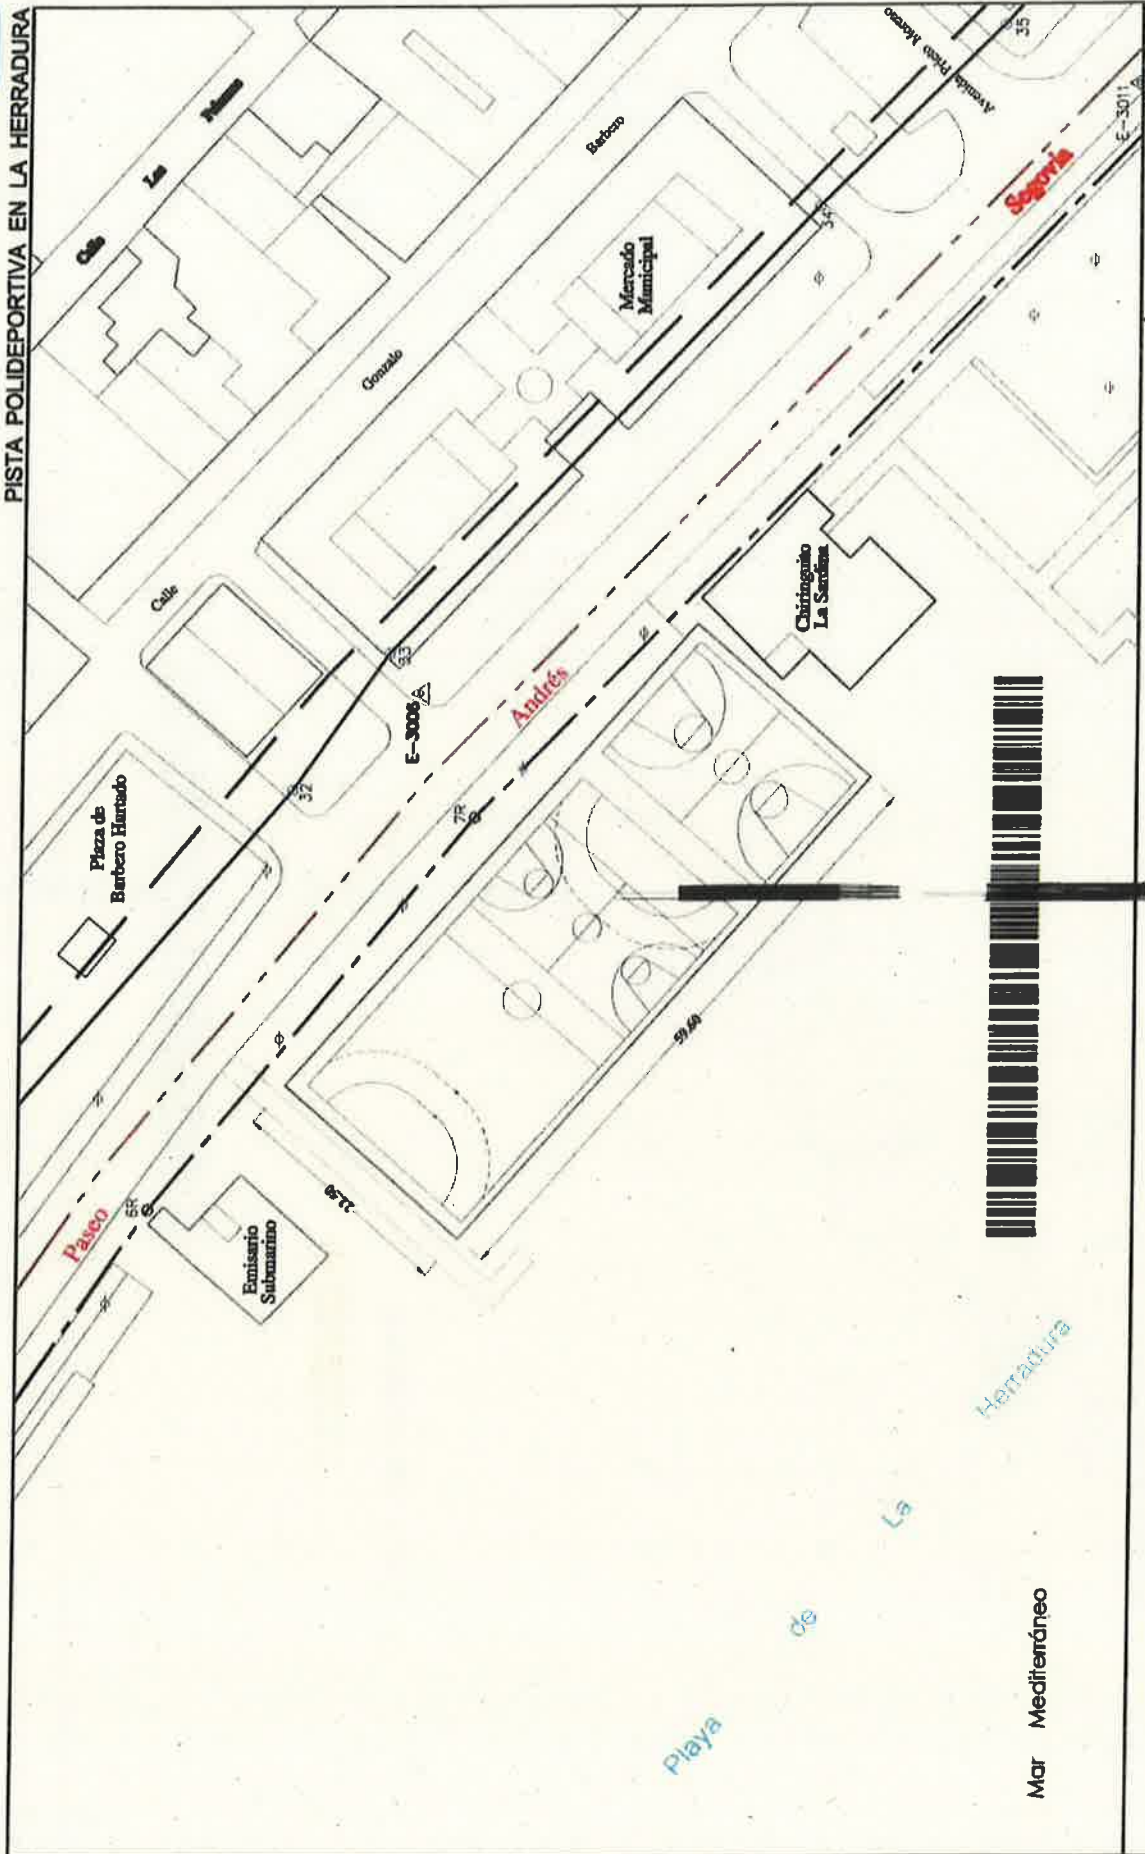 PISTA POLIDEPORTIVA EN LA HERRADURA
Calle Las Palmeras
Calle Gonzalo Barbero
Avenida Prieto Moreno
Plaza de
Barbero Hurtado
Mercado
Municipal
32
33
34
35
E-3006
E-3011
Paseo Andrés Segovia
6R
7R
Emisario
Submarino
Chiringuito
La Sardina
22.50
59.60
Playa de La Herradura
Mar Mediterráneo